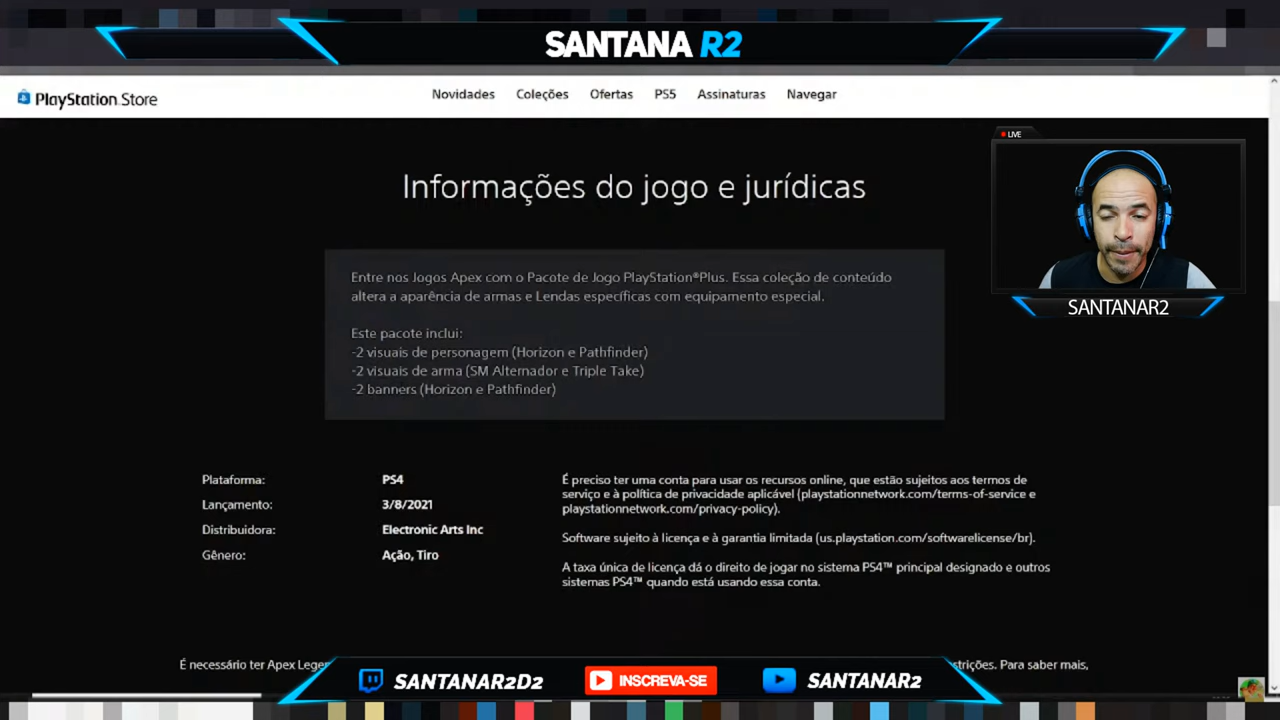 SANTANA R2
PlayStation Store
Novidades Coleções Ofertas PS5 Assinaturas Navegar
LIVE
Informações do jogo e jurídicas
SANTANAR2
Entre nos Jogos Apex com o Pacote de Jogo PlayStation®Plus. Essa coleção de conteúdo
altera a aparência de armas e Lendas específicas com equipamento especial.
Este pacote inclui:
-2 visuais de personagem (Horizon e Pathfinder)
-2 visuais de arma (SM Alternador e Triple Take)
-2 banners (Horizon e Pathfinder)
Plataforma: PS4
Lançamento: 3/8/2021
Distribuidora: Electronic Arts Inc
Gênero: Ação, Tiro
É preciso ter uma conta para usar os recursos online, que estão sujeitos aos termos de
serviço e à política de privacidade aplicável (playstationnetwork.com/terms-of-service e
playstationnetwork.com/privacy-policy).
Software sujeito à licença e à garantia limitada (us.playstation.com/softwarelicense/br).
A taxa única de licença dá o direito de jogar no sistema PS4™ principal designado e outros
sistemas PS4™ quando está usando essa conta.
É necessário ter Apex Leger strições. Para saber mais,
SANTANAR2D2 INSCREVA-SE SANTANAR2